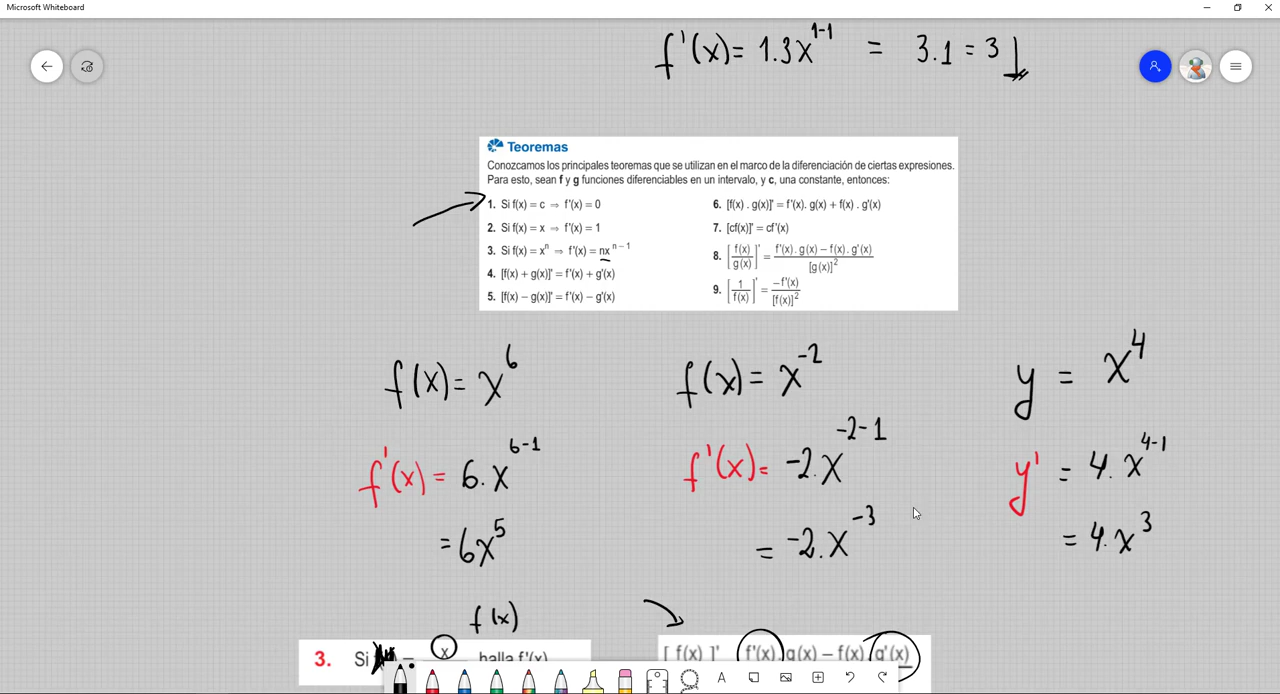 Microsoft Whiteboard
f'(x) = 1.3x^{1-1} = 3.1 = 3
Teoremas
Conozcamos los principales teoremas que se utilizan en el marco de la diferenciación de ciertas expresiones.
Para esto, sean f y g funciones diferenciables en un intervalo, y c, una constante, entonces:
1. Si f(x) = c ⇒ f'(x) = 0
2. Si f(x) = x ⇒ f'(x) = 1
3. Si f(x) = x^n ⇒ f'(x) = nx^{n-1}
4. [f(x) + g(x)]' = f'(x) + g'(x)
5. [f(x) – g(x)]' = f'(x) – g'(x)
6. [f(x) . g(x)]' = f'(x). g(x) + f(x) . g'(x)
7. [cf(x)]' = cf'(x)
8. [f(x)/g(x)]' = f'(x) . g(x) – f(x) . g'(x) / [g(x)]^2
9. [1/f(x)]' = –f'(x) / [f(x)]^2
f(x) = x^6
f'(x) = 6.x^{6-1}
= 6x^5
f(x) = x^{-2}
f'(x) = -2.x^{-2-1}
= -2.x^{-3}
y = x^4
y' = 4.x^{4-1}
= 4.x^3
f(x)
3. Si = x halla f'(x)
[ f(x) ]' f'(x) g(x) – f(x) g'(x)
A